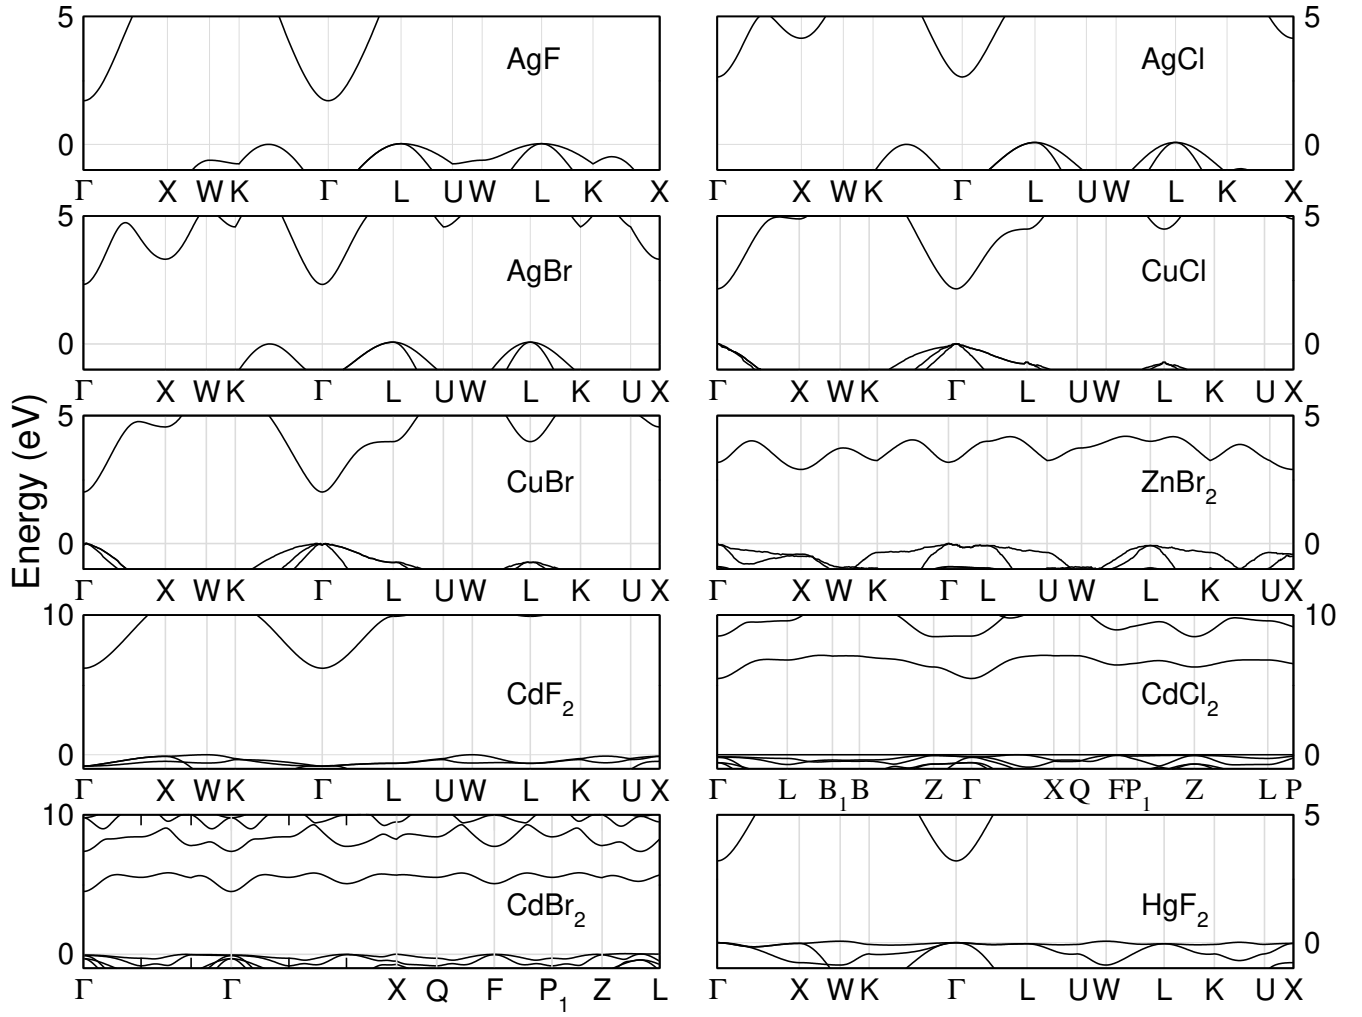 5 5
AgF AgCl
0 0
Γ X W K Γ L U W L K X Γ X W K Γ L U W L K X
5 5
AgBr CuCl
0 0
Γ X W K Γ L U W L K U X Γ X W K Γ L U W L K U X
Energy (eV)
5 5
CuBr ZnBr2
0 0
Γ X W K Γ L U W L K U X Γ X W K Γ L U W L K U X
10 10
CdF2 CdCl2
0 0
Γ X W K Γ L U W L K U X Γ L B1 B Z Γ X Q F P1 Z L P
10 5
CdBr2 HgF2
0 0
Γ Γ X Q F P1 Z L Γ X W K Γ L U W L K U X